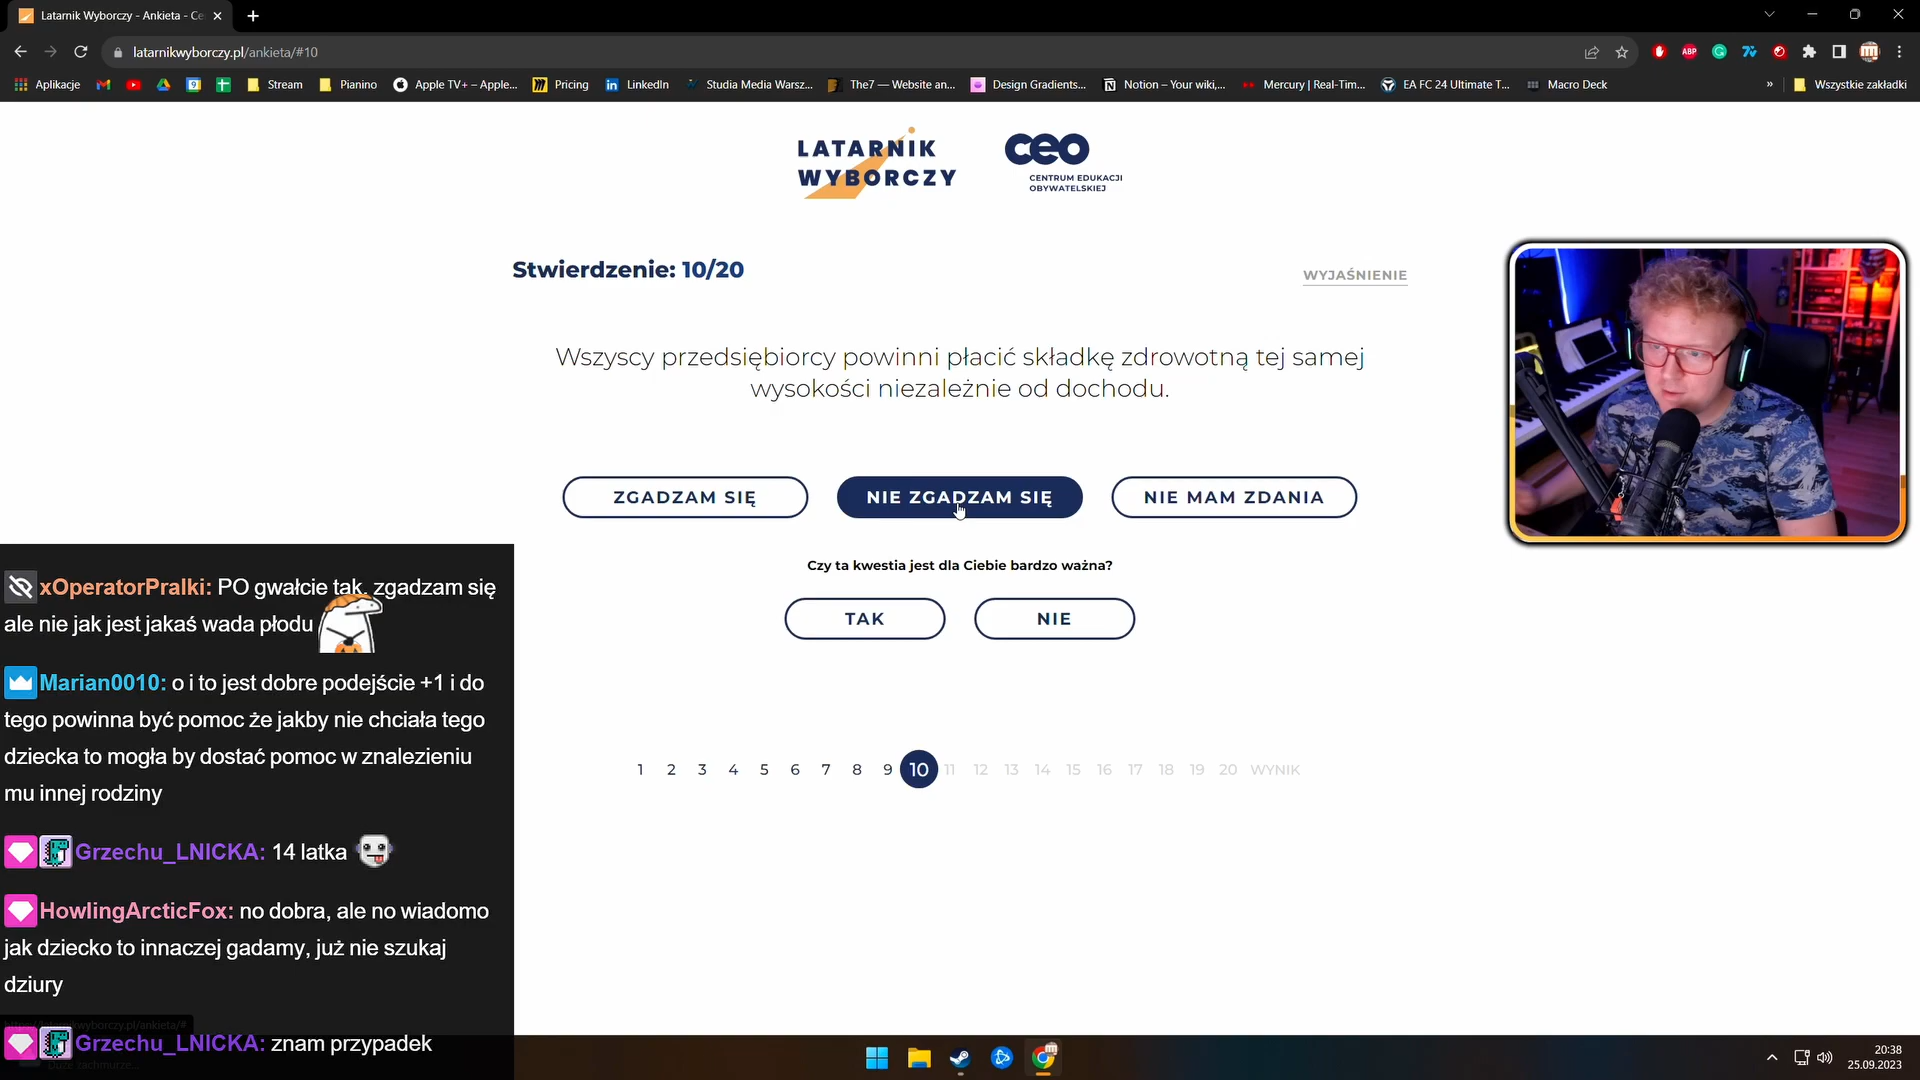 Latarnik Wyborczy - Ankieta - Ce
latarnikwyborczy.pl/ankieta/#10
Aplikacje
Stream
Pianino
Apple TV+ – Apple...
Pricing
LinkedIn
Studia Media Warsz...
The7 — Website an...
Design Gradients...
Notion – Your wiki,...
Mercury | Real-Tim...
EA FC 24 Ultimate T...
Macro Deck
»
Wszystkie zakładki
LATARNIK
WYBORCZY
ceo
CENTRUM EDUKACJI
OBYWATELSKIEJ
Stwierdzenie: 10/20
WYJAŚNIENIE
Wszyscy przedsiębiorcy powinni płacić składkę zdrowotną tej samej
wysokości niezależnie od dochodu.
ZGADZAM SIĘ
NIE ZGADZAM SIĘ
NIE MAM ZDANIA
Czy ta kwestia jest dla Ciebie bardzo ważna?
TAK
NIE
1 2 3 4 5 6 7 8 9 10 11 12 13 14 15 16 17 18 19 20 WYNIK
xOperatorPralki: PO gwałcie tak, zgadzam się
ale nie jak jest jakaś wada płodu
Marian0010: o i to jest dobre podejście +1 i do
tego powinna być pomoc że jakby nie chciała tego
dziecka to mogła by dostać pomoc w znalezieniu
mu innej rodziny
Grzechu_LNICKA: 14 latka
HowlingArcticFox: no dobra, ale no wiadomo
jak dziecko to innaczej gadamy, już nie szukaj
dziury
Grzechu_LNICKA: znam przypadek
20:38
25.09.2023